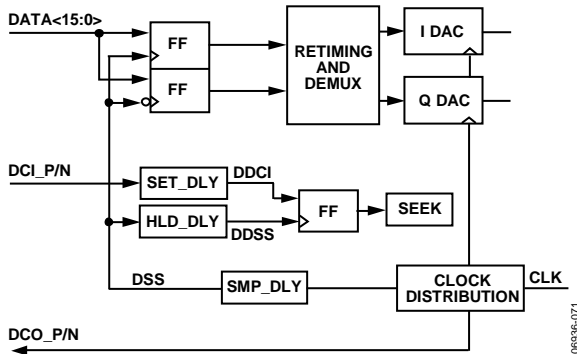 DATA<15:0>
FF
FF
RETIMING
AND
DEMUX
I DAC
Q DAC
DCI_P/N
SET_DLY
DDCI
HLD_DLY
DDSS
FF
SEEK
DSS
SMP_DLY
CLOCK
DISTRIBUTION
CLK
DCO_P/N
06936-071